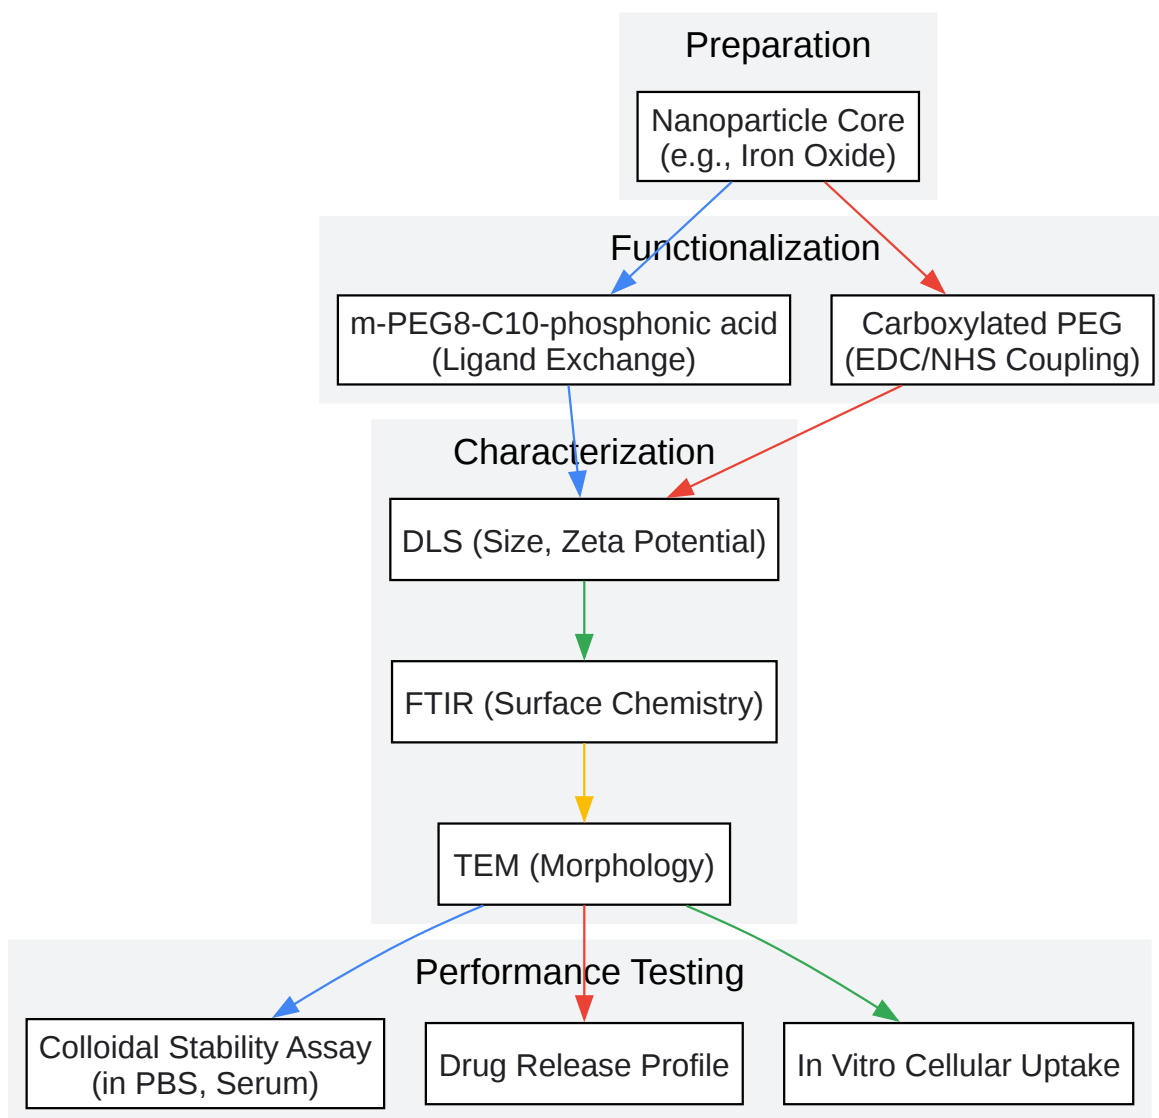 Preparation
Nanoparticle Core
(e.g., Iron Oxide)
Functionalization
m-PEG8-C10-phosphonic acid
(Ligand Exchange)
Carboxylated PEG
(EDC/NHS Coupling)
Characterization
DLS (Size, Zeta Potential)
FTIR (Surface Chemistry)
TEM (Morphology)
Performance Testing
Colloidal Stability Assay
(in PBS, Serum)
Drug Release Profile
In Vitro Cellular Uptake